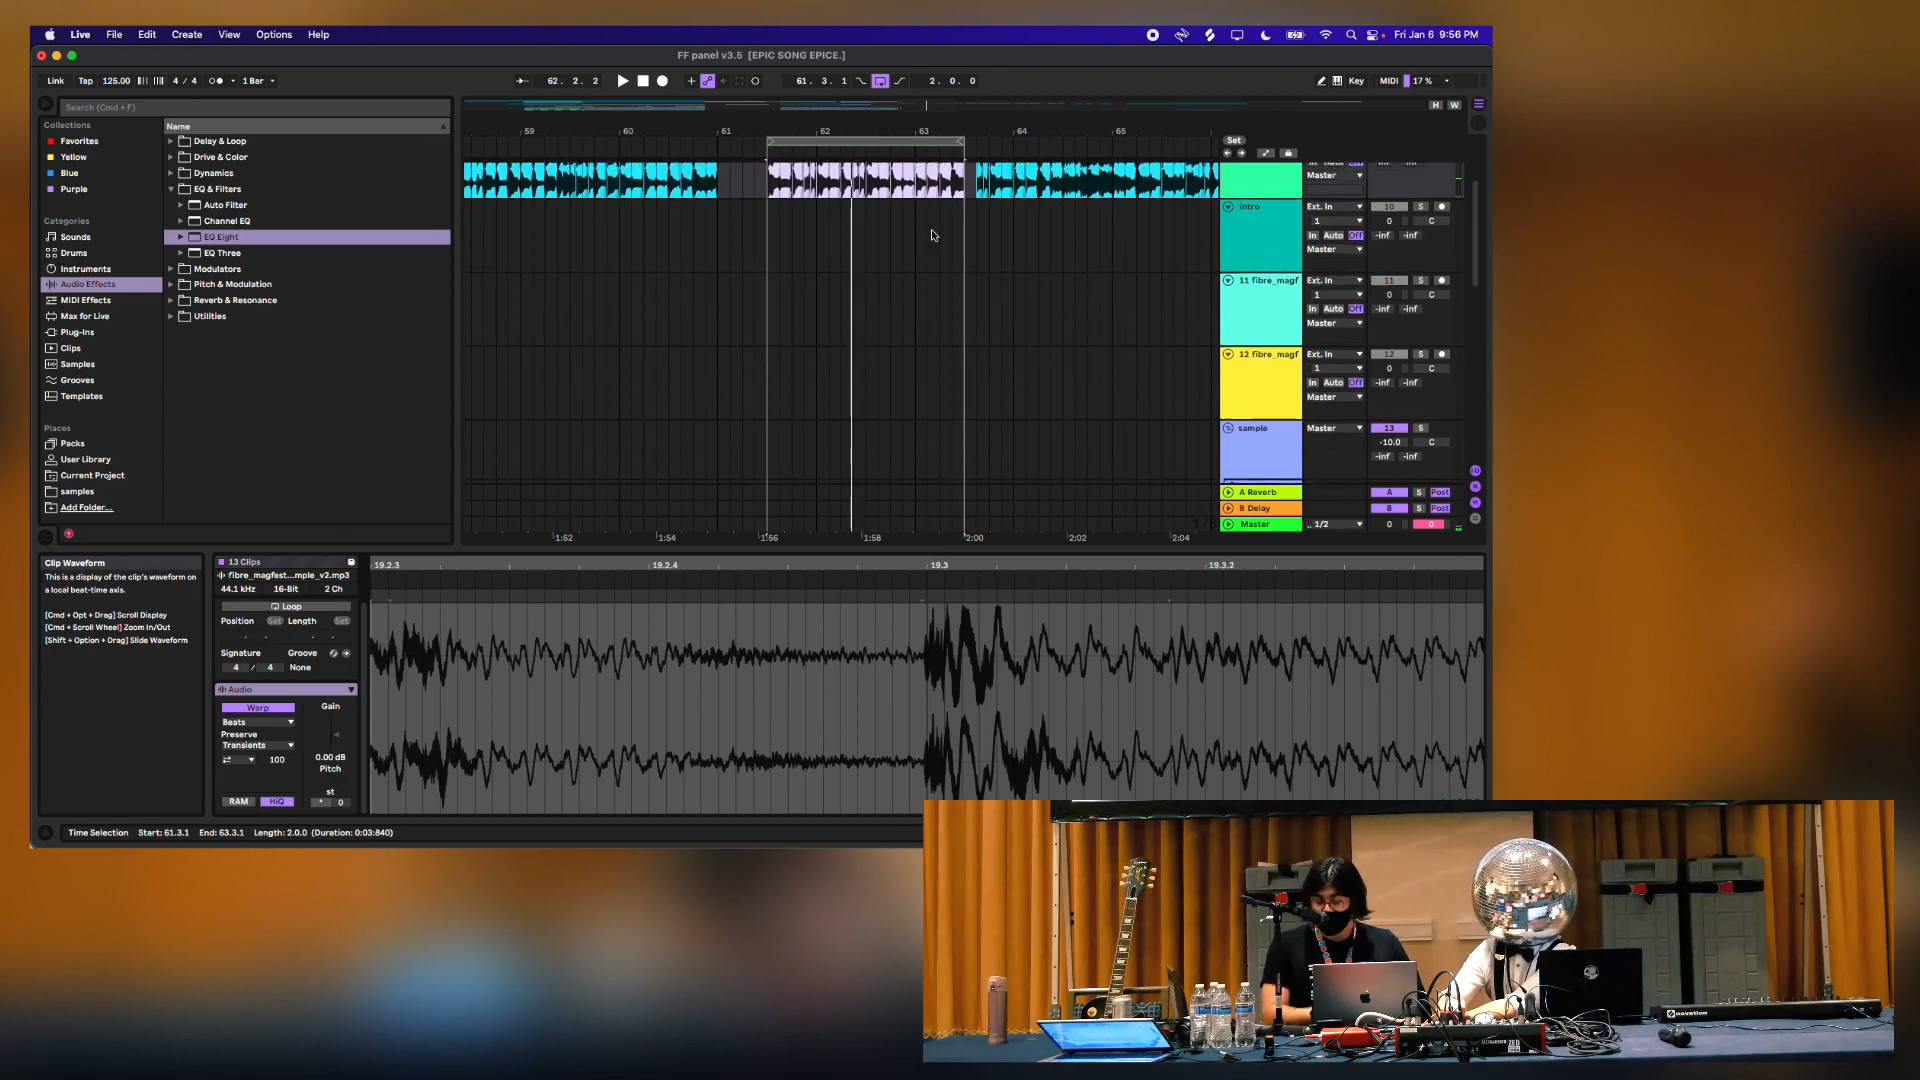 Live File Edit Create View Options Help
Fri Jan 6 9:56 PM
FF panel v3.5 [EPIC SONG EPICE.]
Link Tap 125.00 4 / 4 1 Bar
62. 2. 2
61. 3. 1
2. 0. 0
Key MIDI 17 %
Search (Cmd + F)
H W
Collections
Favorites
Yellow
Blue
Purple
Categories
Sounds
Drums
Instruments
Audio Effects
MIDI Effects
Max for Live
Plug-Ins
Clips
Samples
Grooves
Templates
Places
Packs
User Library
Current Project
samples
Add Folder...
Name
Delay & Loop
Drive & Color
Dynamics
EQ & Filters
Auto Filter
Channel EQ
EQ Eight
EQ Three
Modulators
Pitch & Modulation
Reverb & Resonance
Utilities
59 60 61 62 63 64 65
Set
Master
intro Ext. In 10 S
1 0 C
In Auto Off -inf -inf
Master
11 fibre_magf Ext. In 11 S
1 0 C
In Auto Off -inf -inf
Master
12 fibre_magf Ext. In 12 S
1 0 C
In Auto Off -inf -inf
Master
sample Master 13 S
-10.0 C
-inf -inf
A Reverb A S Post
B Delay B S Post
Master 1/2 0 0
1:52 1:54 1:56 1:58 2:00 2:02 2:04
Clip Waveform
This is a display of the clip's waveform on
a local beat-time axis.
[Cmd + Opt + Drag] Scroll Display
[Cmd + Scroll Wheel] Zoom In/Out
[Shift + Option + Drag] Slide Waveform
13 Clips
fibre_magfest...mple_v2.mp3
44.1 kHz 16-Bit 2 Ch
Loop
Position Set Length Set
Signature Groove
4 / 4 None
Audio
Warp Gain
Beats
Preserve
Transients
100
0.00 dB
Pitch
st
0
RAM HiQ
19.2.3 19.2.4 19.3 19.3.2
Time Selection Start: 61.3.1 End: 63.3.1 Length: 2.0.0 (Duration: 0:03:840)
novation
ZED